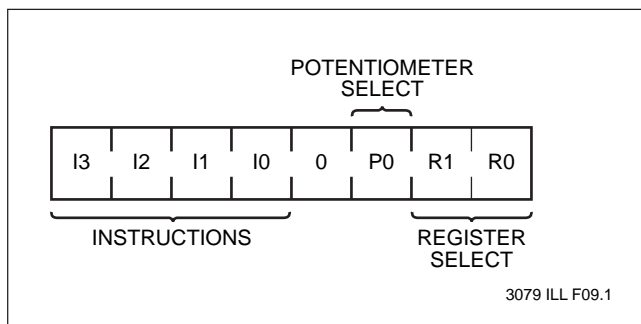 POTENTIOMETER
SELECT
I3 I2 I1 I0 0 P0 R1 R0
INSTRUCTIONS
REGISTER
SELECT
3079 ILL F09.1